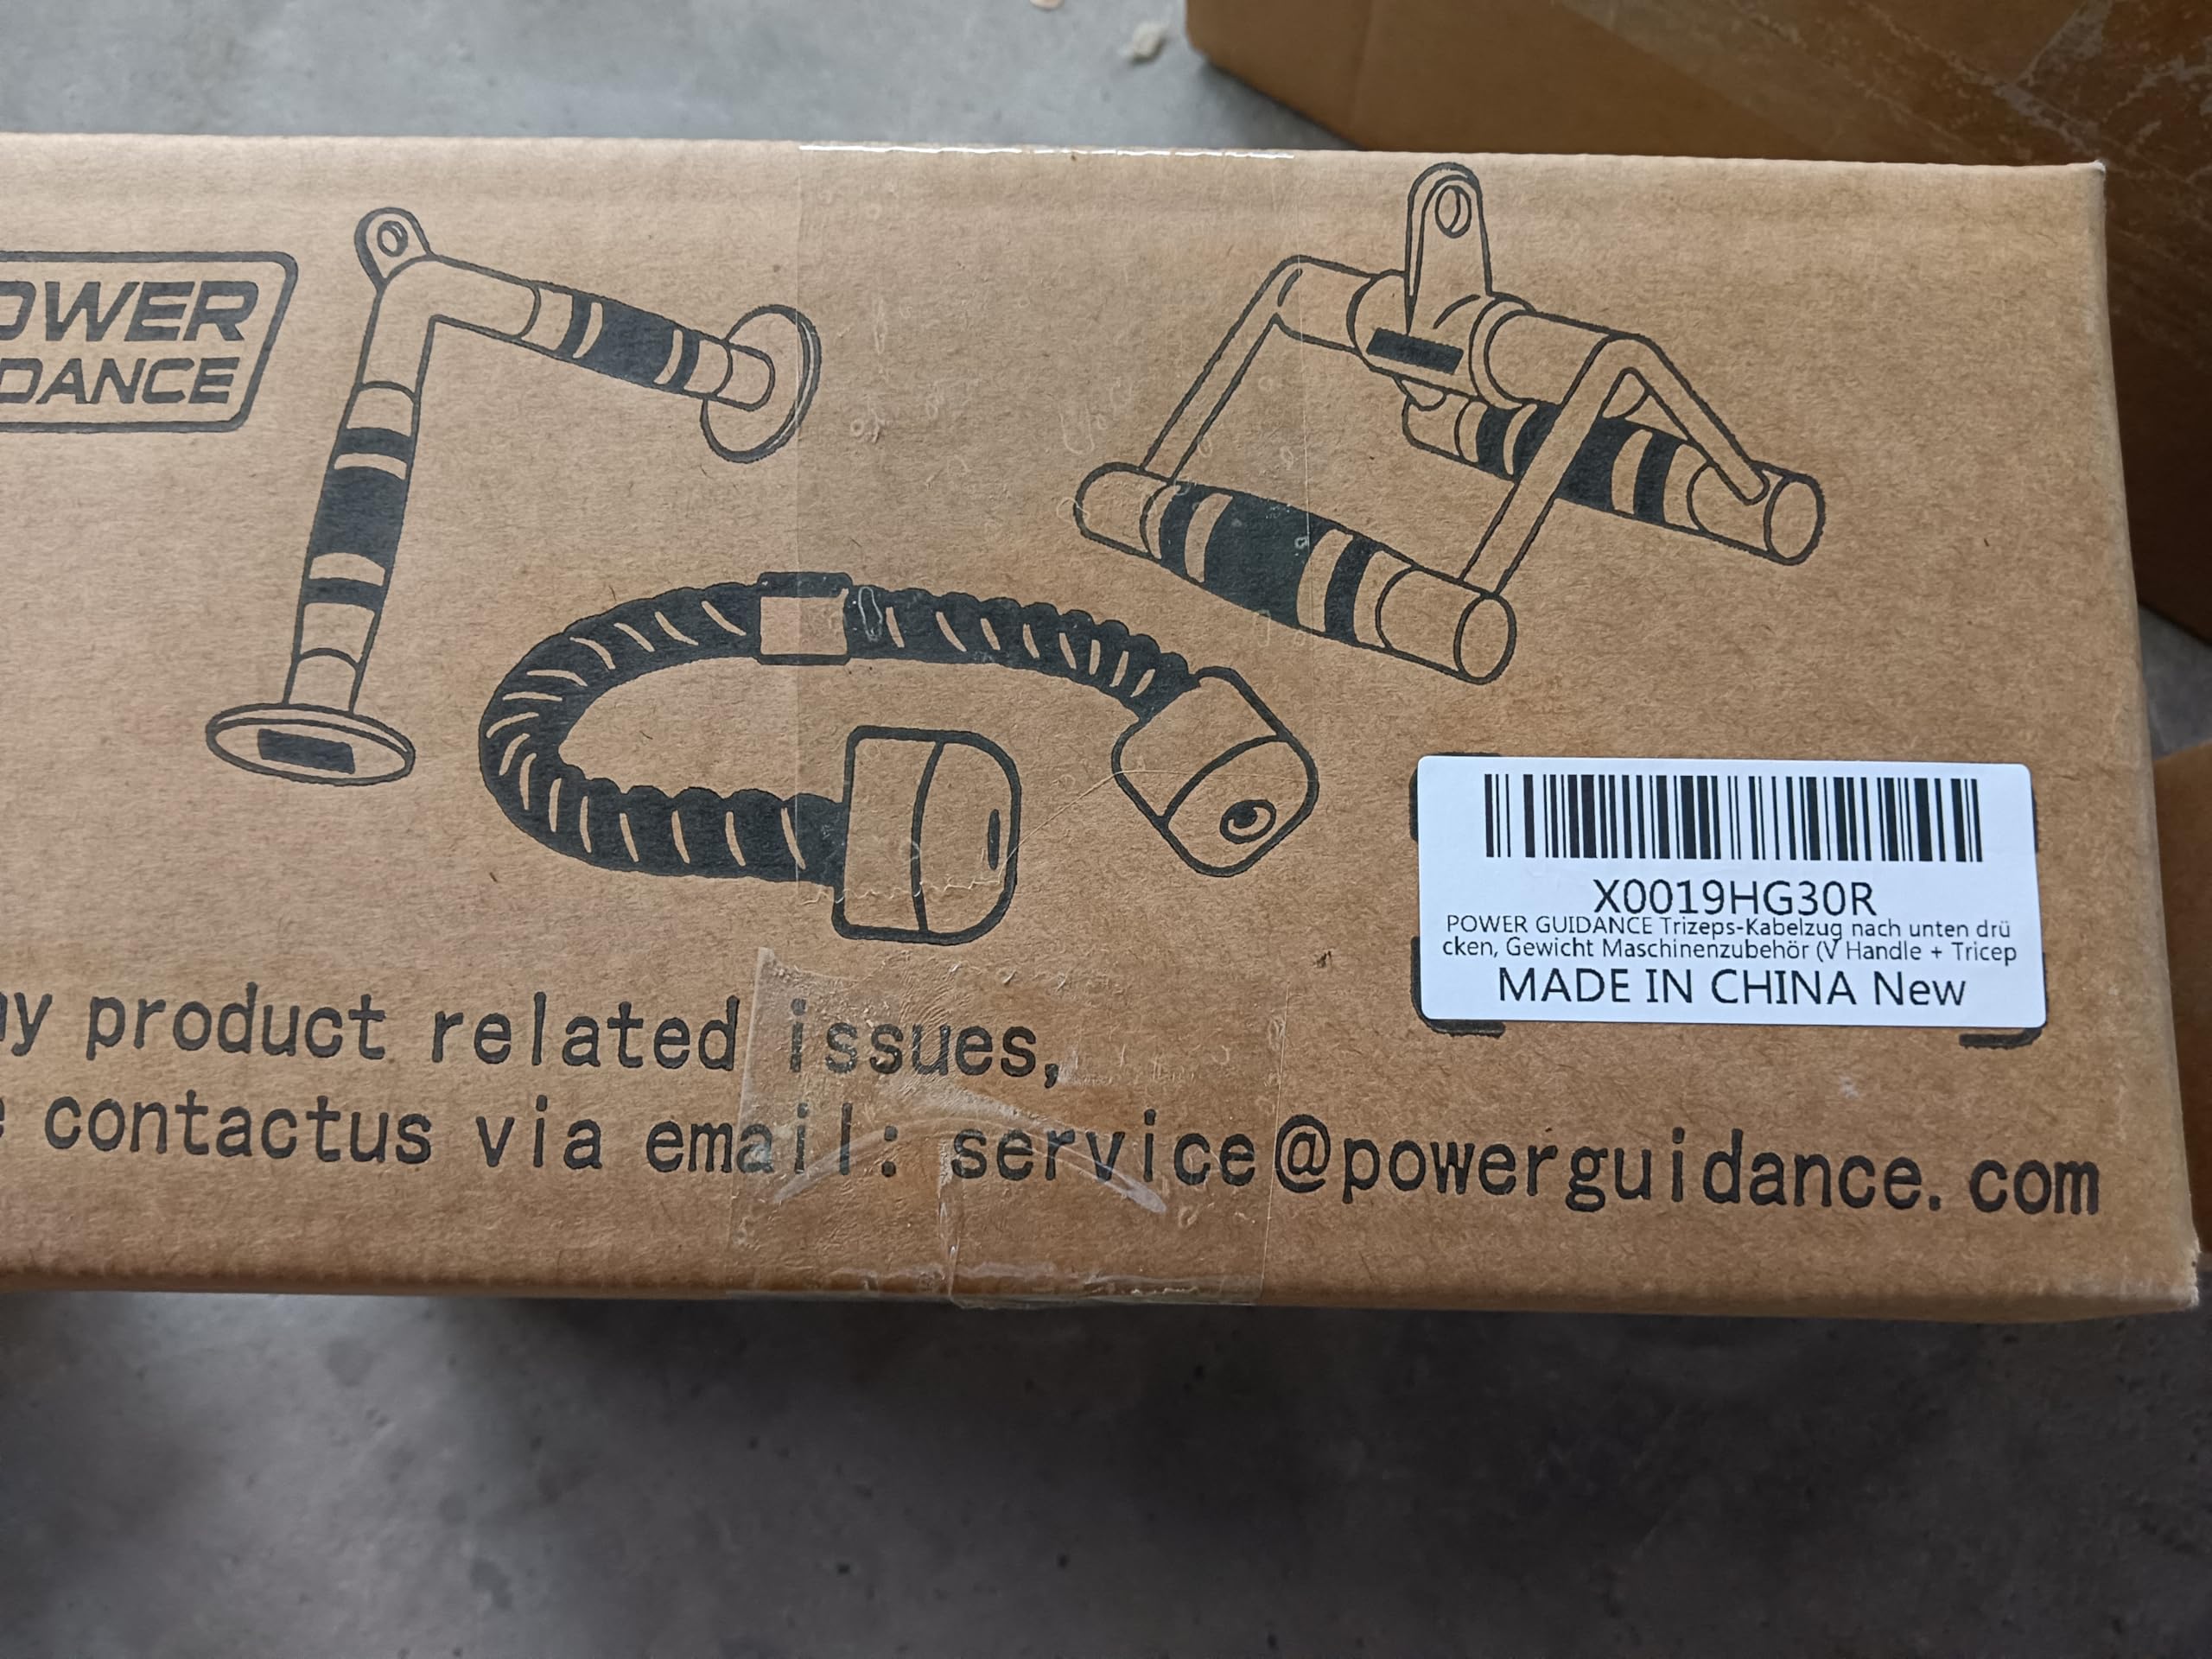 OWER
DANCE
X0019HG30R
POWER GUIDANCE Trizeps-Kabelzug nach unten drü
cken, Gewicht Maschinenzubehör (V Handle + Tricep
MADE IN CHINA New
ay product related issues,
e contactus via email: service@powerguidance.com